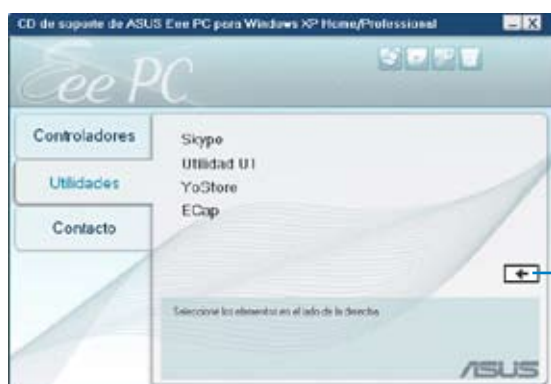 CD de soporte de ASUS Eee PC para Windows XP Home/Professional
Eee PC
Controladores
Utilidades
Contacto
Skype
Utilidad U1
YoStore
ECap
Seleccione los elementos en el lado de la derecha
ASUS